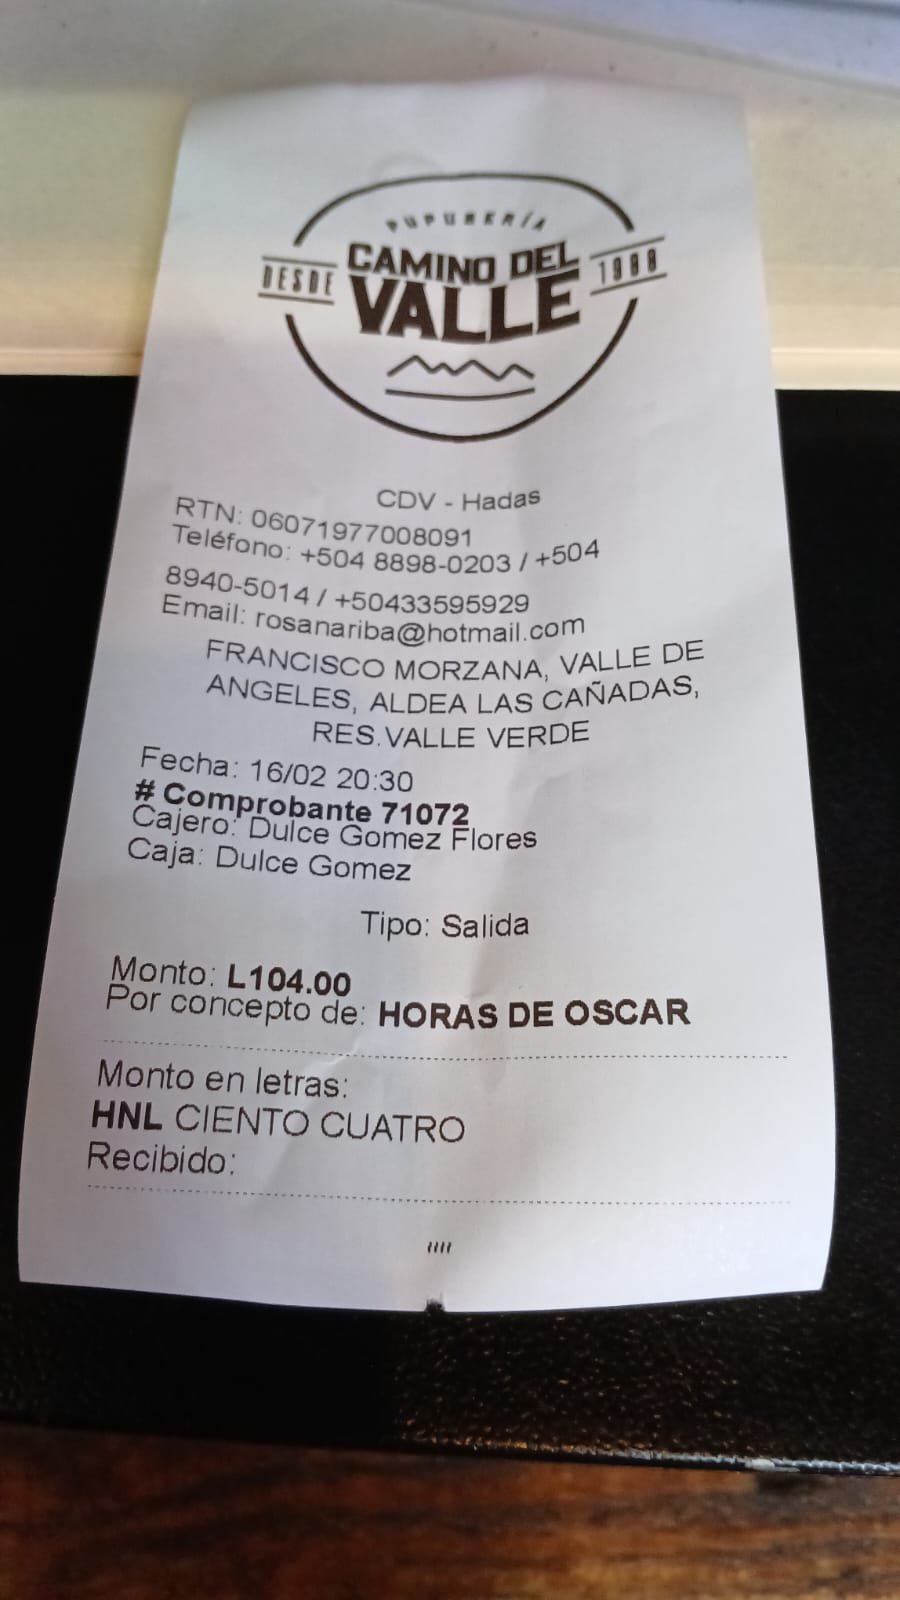 PUPUSERÍA
DESDE CAMINO DEL VALLE 1988
CDV - Hadas
RTN: 06071977008091
Teléfono: +504 8898-0203 / +504
8940-5014 / +50433595929
Email: rosanariba@hotmail.com
FRANCISCO MORZANA, VALLE DE
ANGELES, ALDEA LAS CAÑADAS,
RES.VALLE VERDE
Fecha: 16/02 20:30
# Comprobante 71072
Cajero: Dulce Gomez Flores
Caja: Dulce Gomez
Tipo: Salida
Monto: L104.00
Por concepto de: HORAS DE OSCAR
Monto en letras:
HNL CIENTO CUATRO
Recibido:
////